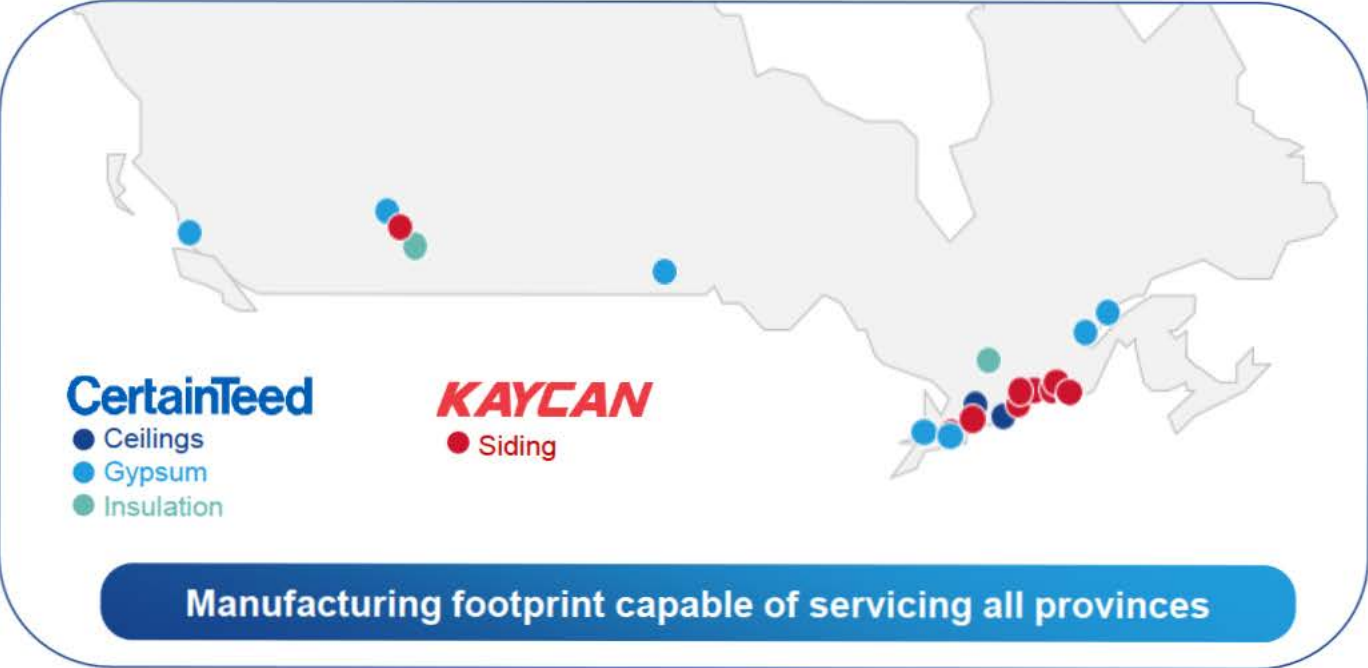 CertainTeed
Ceilings
Gypsum
Insulation
KAYCAN
Siding
Manufacturing footprint capable of servicing all provinces